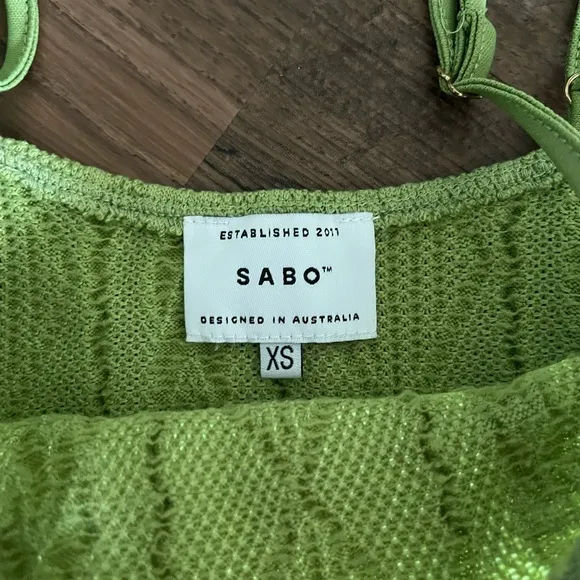 ESTABLISHED 2011
SABO™
DESIGNED IN AUSTRALIA
XS